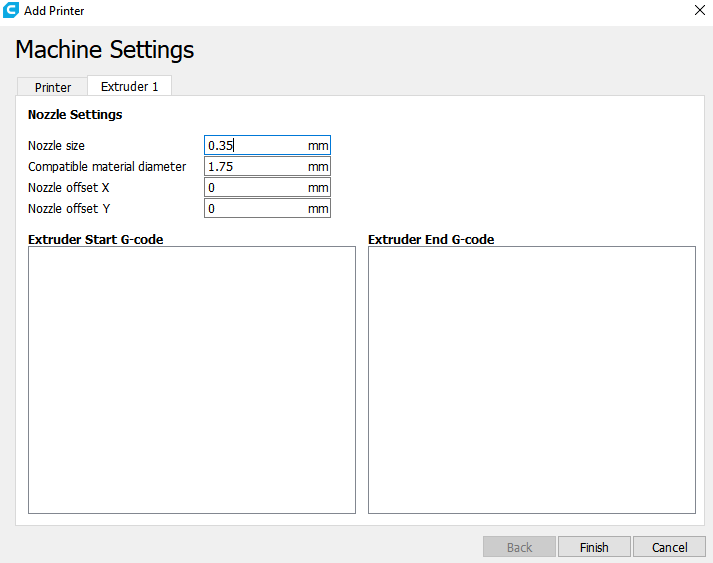 Add Printer
Machine Settings
Printer Extruder 1
Nozzle Settings
Nozzle size 0.35 mm
Compatible material diameter 1.75 mm
Nozzle offset X 0 mm
Nozzle offset Y 0 mm
Extruder Start G-code Extruder End G-code
Back Finish Cancel